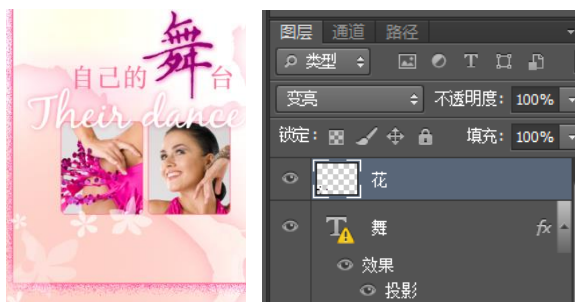 自己的舞台
Their dance
图层 通道 路径
类型 T
变亮 不透明度： 100%
锁定： 填充： 100%
花
T 舞 fx
效果
投影